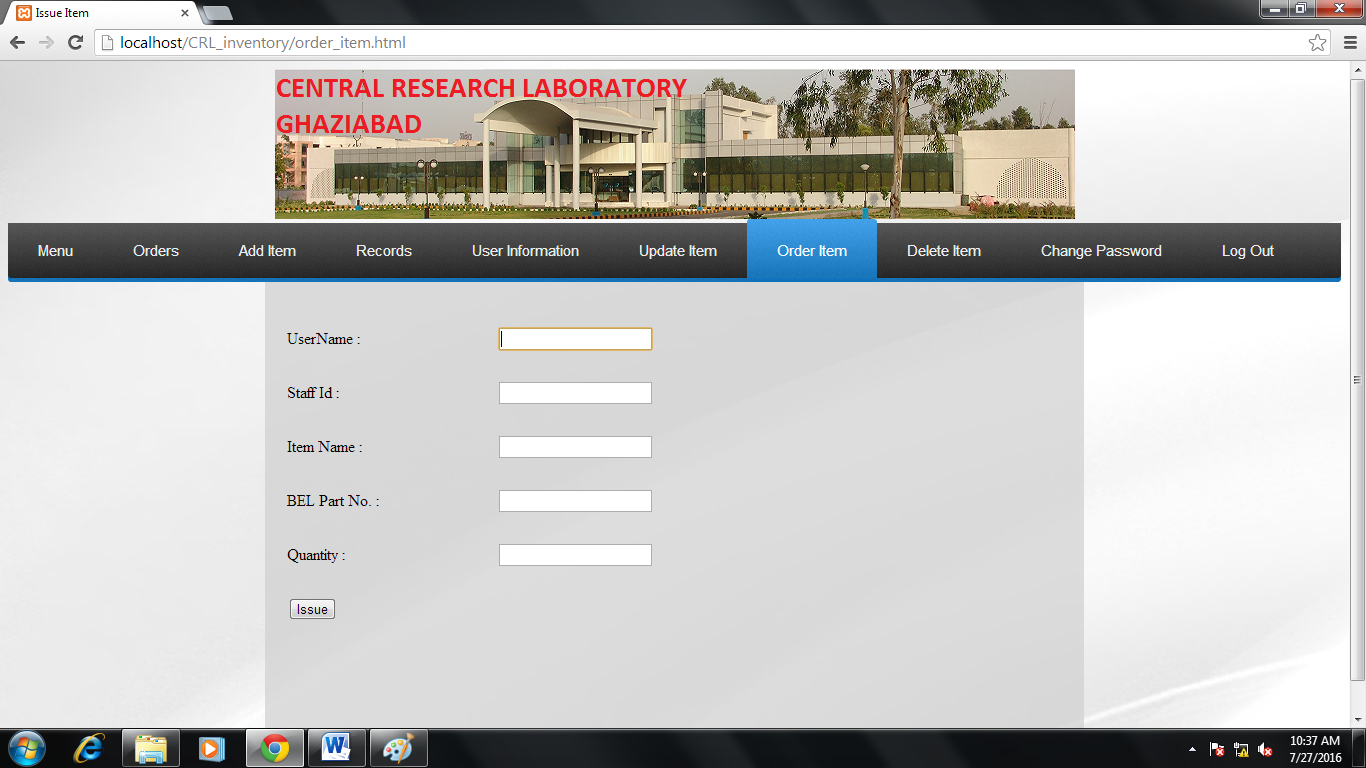 Issue Item
localhost/CRL_inventory/order_item.html
CENTRAL RESEARCH LABORATORY
GHAZIABAD
Menu Orders Add Item Records User Information Update Item Order Item Delete Item Change Password Log Out
UserName :
Staff Id :
Item Name :
BEL Part No. :
Quantity :
Issue
10:37 AM
7/27/2016